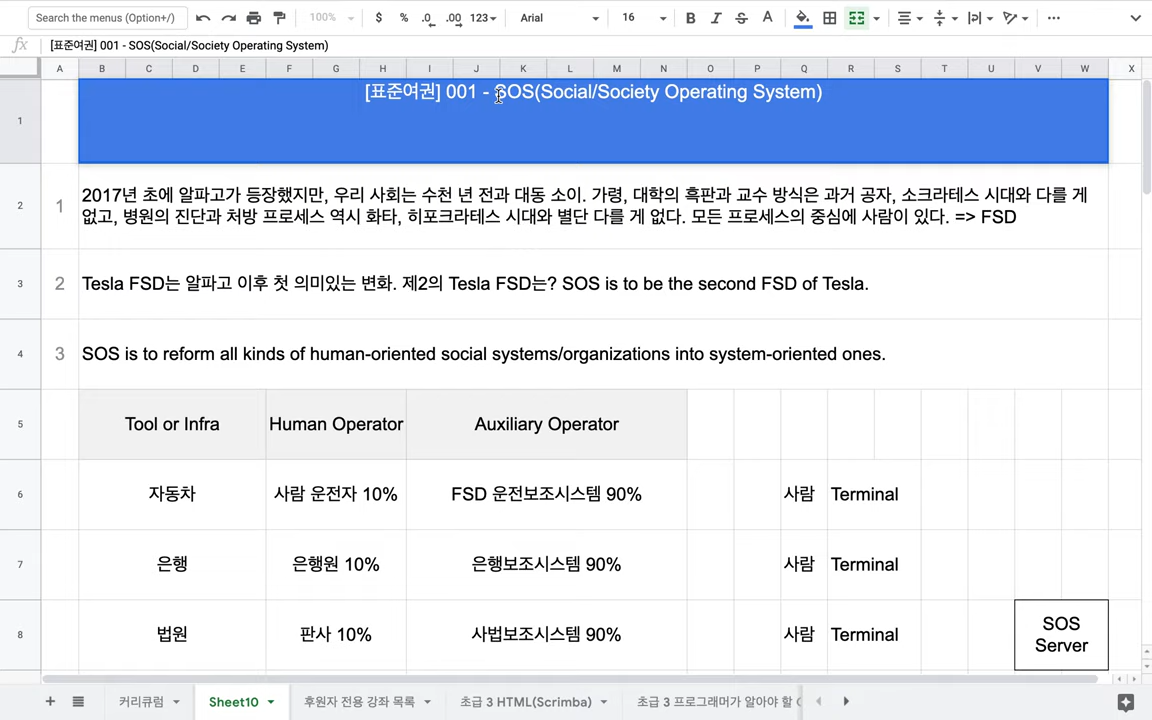 Search the menus (Option+/)
100%
$ % .0 .00 123
Arial
16
B I S A
fx [표준여권] 001 - SOS(Social/Society Operating System)
A B C D E F G H I J K L M N O P Q R S T U V W X
1 [표준여권] 001 - SOS(Social/Society Operating System)
2 1 2017년 초에 알파고가 등장했지만, 우리 사회는 수천 년 전과 대동 소이. 가령, 대학의 흑판과 교수 방식은 과거 공자, 소크라테스 시대와 다를 게
없고, 병원의 진단과 처방 프로세스 역시 화타, 히포크라테스 시대와 별단 다를 게 없다. 모든 프로세스의 중심에 사람이 있다. => FSD
3 2 Tesla FSD는 알파고 이후 첫 의미있는 변화. 제2의 Tesla FSD는? SOS is to be the second FSD of Tesla.
4 3 SOS is to reform all kinds of human-oriented social systems/organizations into system-oriented ones.
5 Tool or Infra Human Operator Auxiliary Operator
6 자동차 사람 운전자 10% FSD 운전보조시스템 90% 사람 Terminal
7 은행 은행원 10% 은행보조시스템 90% 사람 Terminal
8 법원 판사 10% 사법보조시스템 90% 사람 Terminal
SOS
Server
커리큐럼 Sheet10 후원자 전용 강좌 목록 초급 3 HTML(Scrimba) 초급 3 프로그래머가 알아야 할